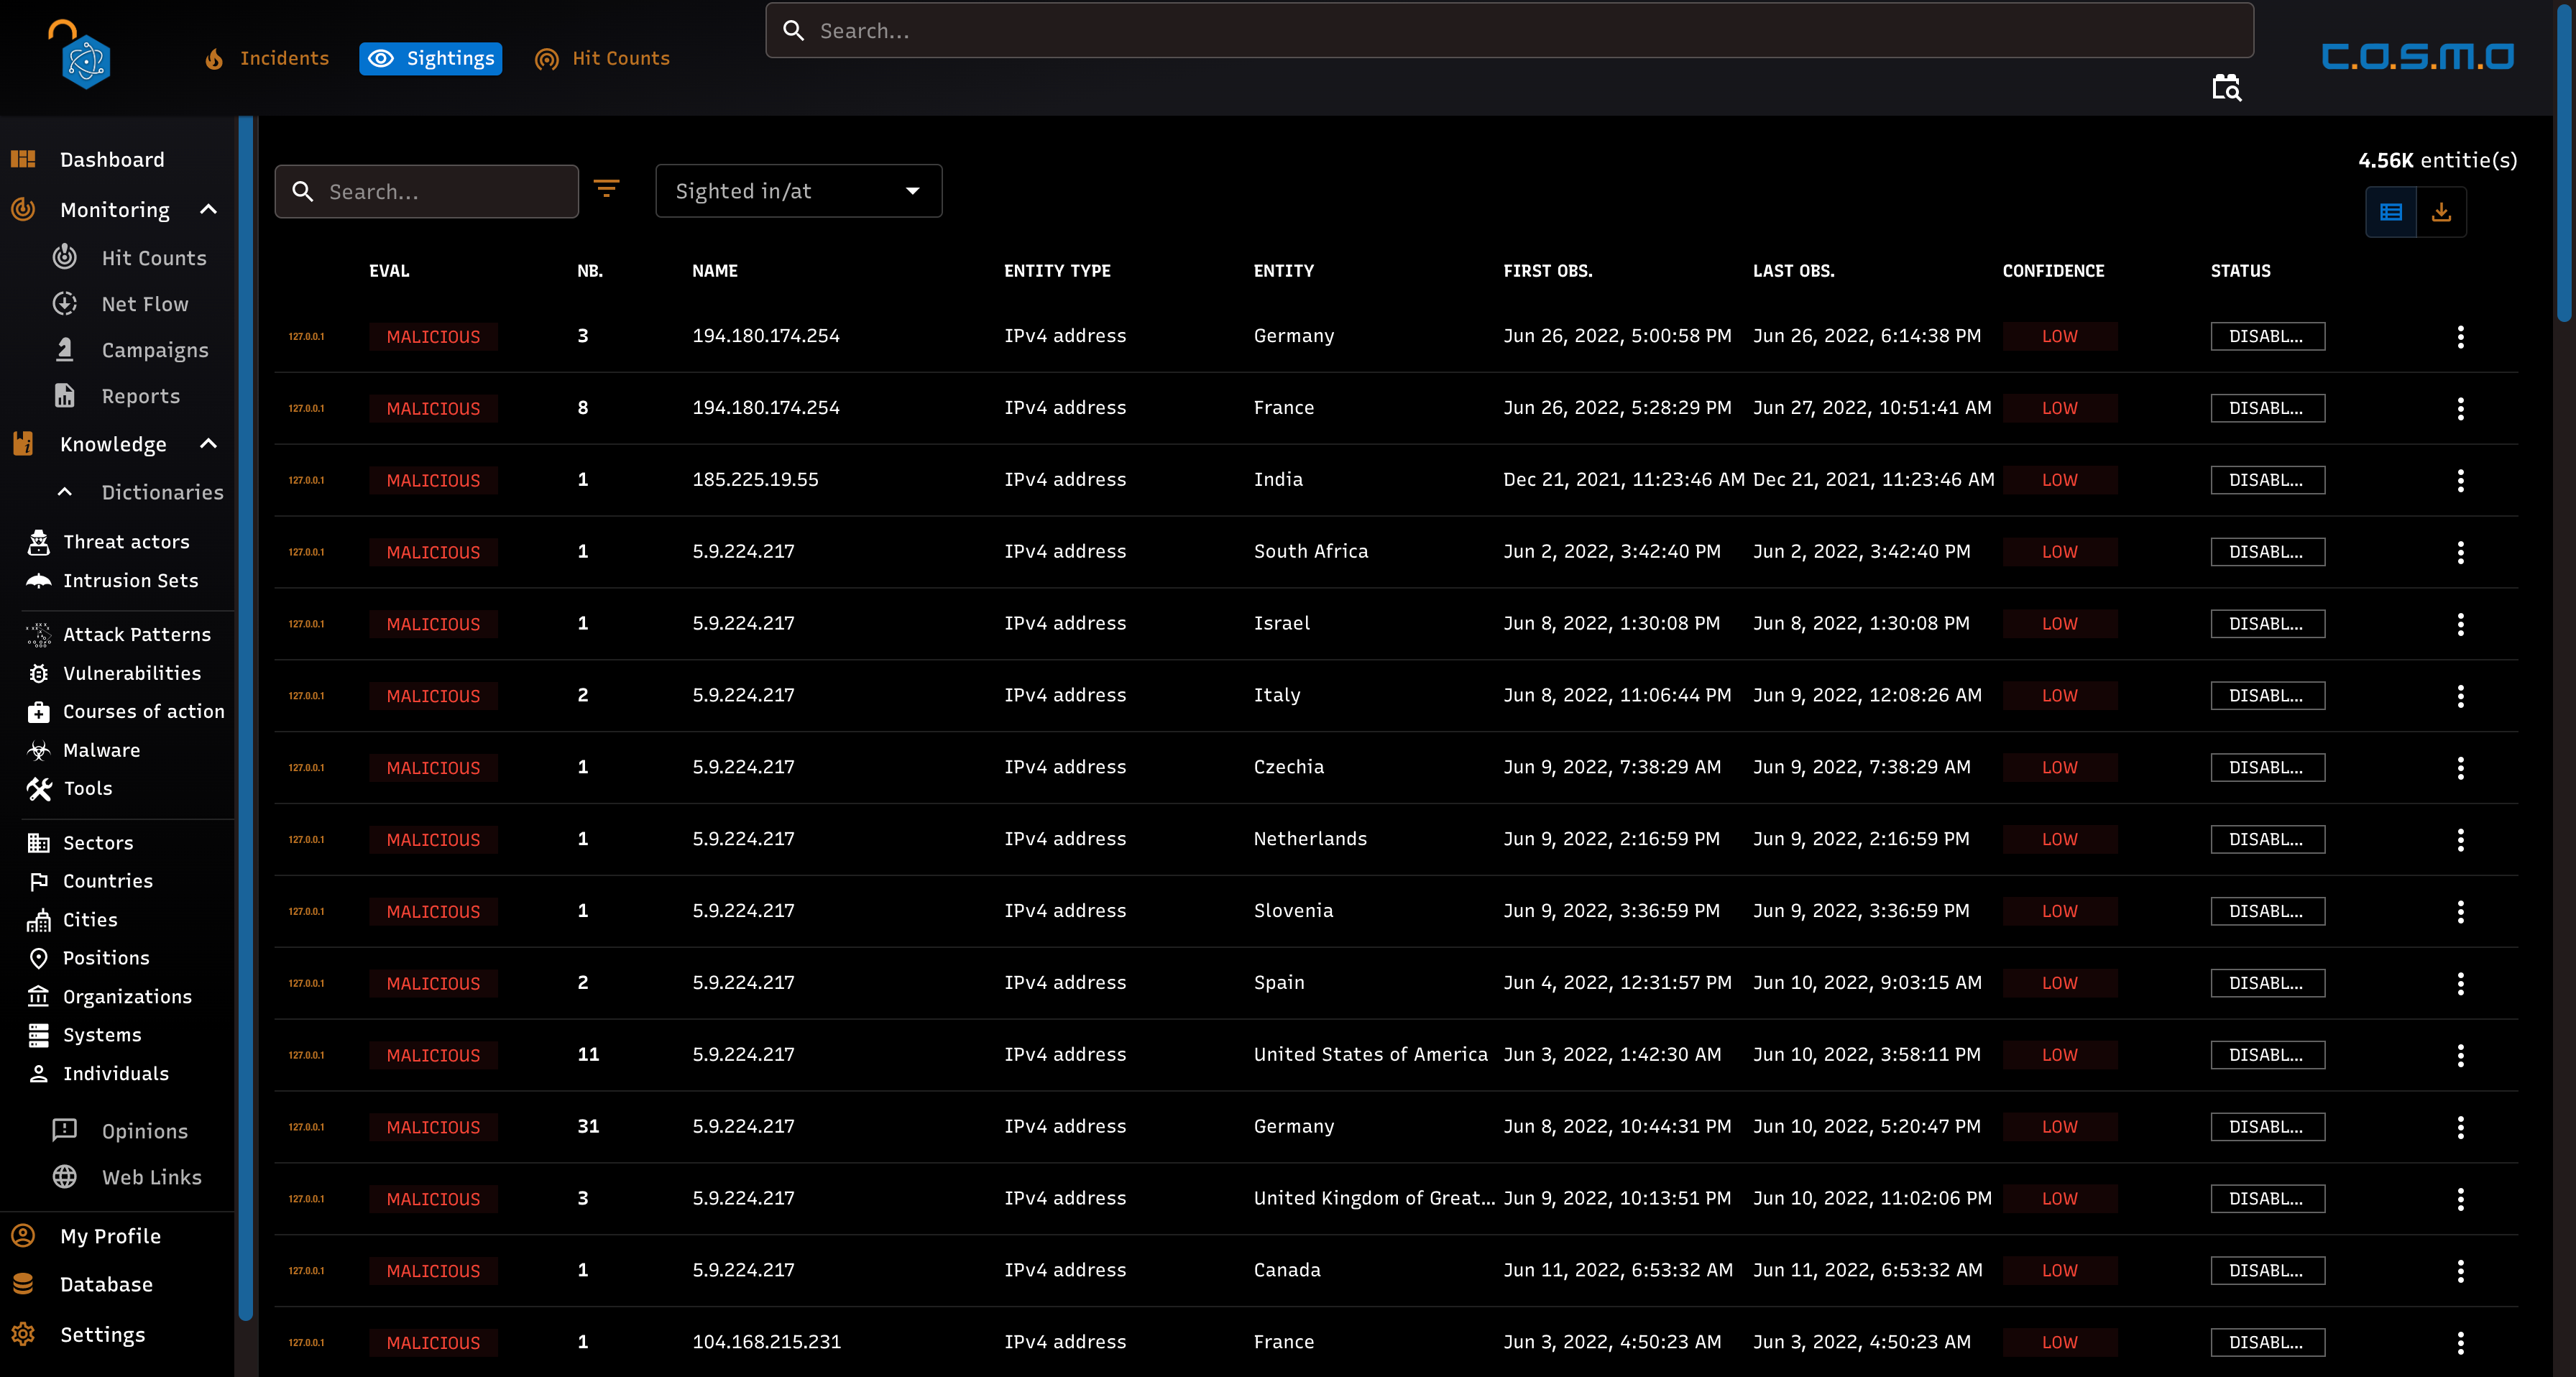 Search...
Incidents Sightings Hit Counts
c.o.s.m.o
Dashboard
Monitoring
Hit Counts
Net Flow
Campaigns
Reports
Knowledge
Dictionaries
Threat actors
Intrusion Sets
Attack Patterns
Vulnerabilities
Courses of action
Malware
Tools
Sectors
Countries
Cities
Positions
Organizations
Systems
Individuals
Opinions
Web Links
My Profile
Database
Settings
Search... Sighted in/at 4.56K entitie(s)
EVAL NB. NAME ENTITY TYPE ENTITY FIRST OBS. LAST OBS. CONFIDENCE STATUS
127.0.0.1 MALICIOUS 3 194.180.174.254 IPv4 address Germany Jun 26, 2022, 5:00:58 PM Jun 26, 2022, 6:14:38 PM LOW DISABL...
127.0.0.1 MALICIOUS 8 194.180.174.254 IPv4 address France Jun 26, 2022, 5:28:29 PM Jun 27, 2022, 10:51:41 AM LOW DISABL...
127.0.0.1 MALICIOUS 1 185.225.19.55 IPv4 address India Dec 21, 2021, 11:23:46 AM Dec 21, 2021, 11:23:46 AM LOW DISABL...
127.0.0.1 MALICIOUS 1 5.9.224.217 IPv4 address South Africa Jun 2, 2022, 3:42:40 PM Jun 2, 2022, 3:42:40 PM LOW DISABL...
127.0.0.1 MALICIOUS 1 5.9.224.217 IPv4 address Israel Jun 8, 2022, 1:30:08 PM Jun 8, 2022, 1:30:08 PM LOW DISABL...
127.0.0.1 MALICIOUS 2 5.9.224.217 IPv4 address Italy Jun 8, 2022, 11:06:44 PM Jun 9, 2022, 12:08:26 AM LOW DISABL...
127.0.0.1 MALICIOUS 1 5.9.224.217 IPv4 address Czechia Jun 9, 2022, 7:38:29 AM Jun 9, 2022, 7:38:29 AM LOW DISABL...
127.0.0.1 MALICIOUS 1 5.9.224.217 IPv4 address Netherlands Jun 9, 2022, 2:16:59 PM Jun 9, 2022, 2:16:59 PM LOW DISABL...
127.0.0.1 MALICIOUS 1 5.9.224.217 IPv4 address Slovenia Jun 9, 2022, 3:36:59 PM Jun 9, 2022, 3:36:59 PM LOW DISABL...
127.0.0.1 MALICIOUS 2 5.9.224.217 IPv4 address Spain Jun 4, 2022, 12:31:57 PM Jun 10, 2022, 9:03:15 AM LOW DISABL...
127.0.0.1 MALICIOUS 11 5.9.224.217 IPv4 address United States of America Jun 3, 2022, 1:42:30 AM Jun 10, 2022, 3:58:11 PM LOW DISABL...
127.0.0.1 MALICIOUS 31 5.9.224.217 IPv4 address Germany Jun 8, 2022, 10:44:31 PM Jun 10, 2022, 5:20:47 PM LOW DISABL...
127.0.0.1 MALICIOUS 3 5.9.224.217 IPv4 address United Kingdom of Great... Jun 9, 2022, 10:13:51 PM Jun 10, 2022, 11:02:06 PM LOW DISABL...
127.0.0.1 MALICIOUS 1 5.9.224.217 IPv4 address Canada Jun 11, 2022, 6:53:32 AM Jun 11, 2022, 6:53:32 AM LOW DISABL...
127.0.0.1 MALICIOUS 1 104.168.215.231 IPv4 address France Jun 3, 2022, 4:50:23 AM Jun 3, 2022, 4:50:23 AM LOW DISABL...